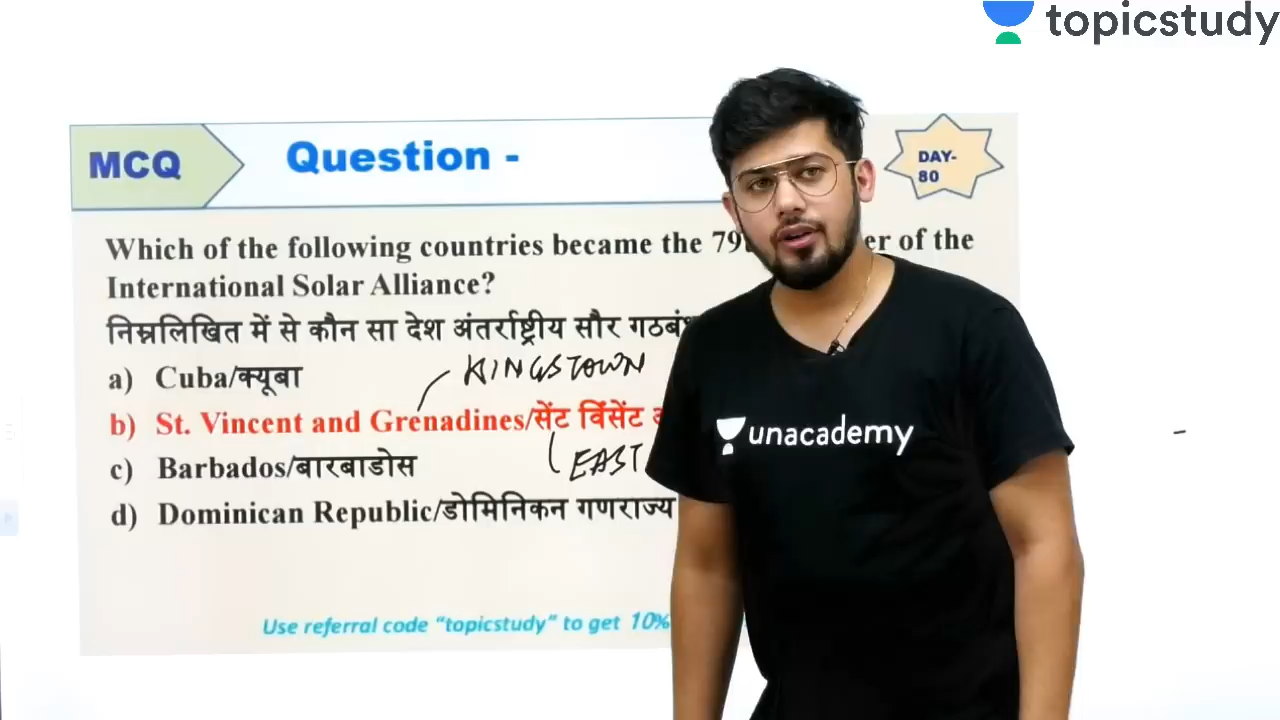 topicstudy
MCQ
Question -
DAY-
80
Which of the following countries became the er of the
International Solar Alliance?
निम्नलिखित में से कौन सा देश अंतर्राष्ट्रीय सौर
a) Cuba/क्यूबा
KINGSTOWN
b) St. Vincent and Grenadines/सेंट विंसेंट
EAST
c) Barbados/बारबाडोस
d) Dominican Republic/डोमिनिकन गणराज्य
unacademy
Use referral code “topicstudy” to get 10%